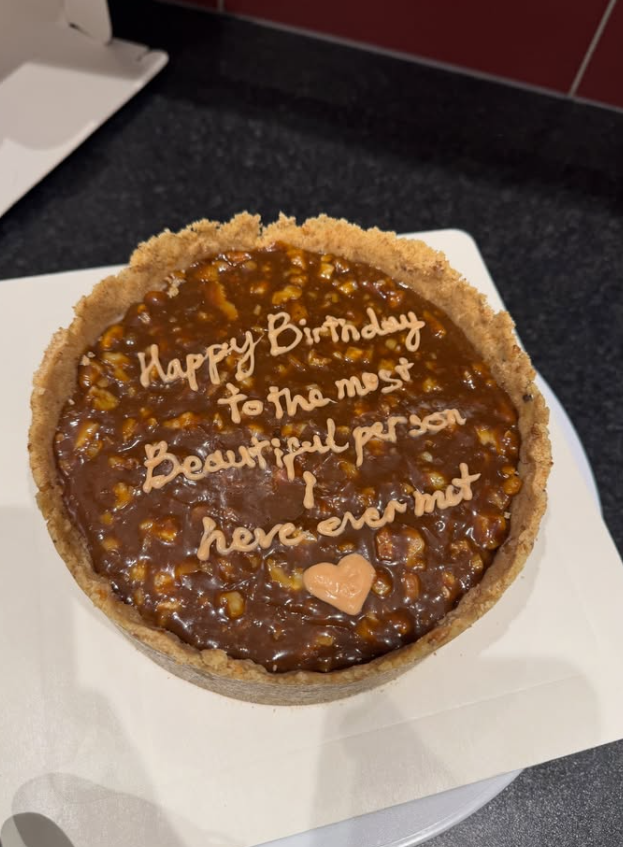 Happy Birthday
to the most
Beautiful person
I
have ever met